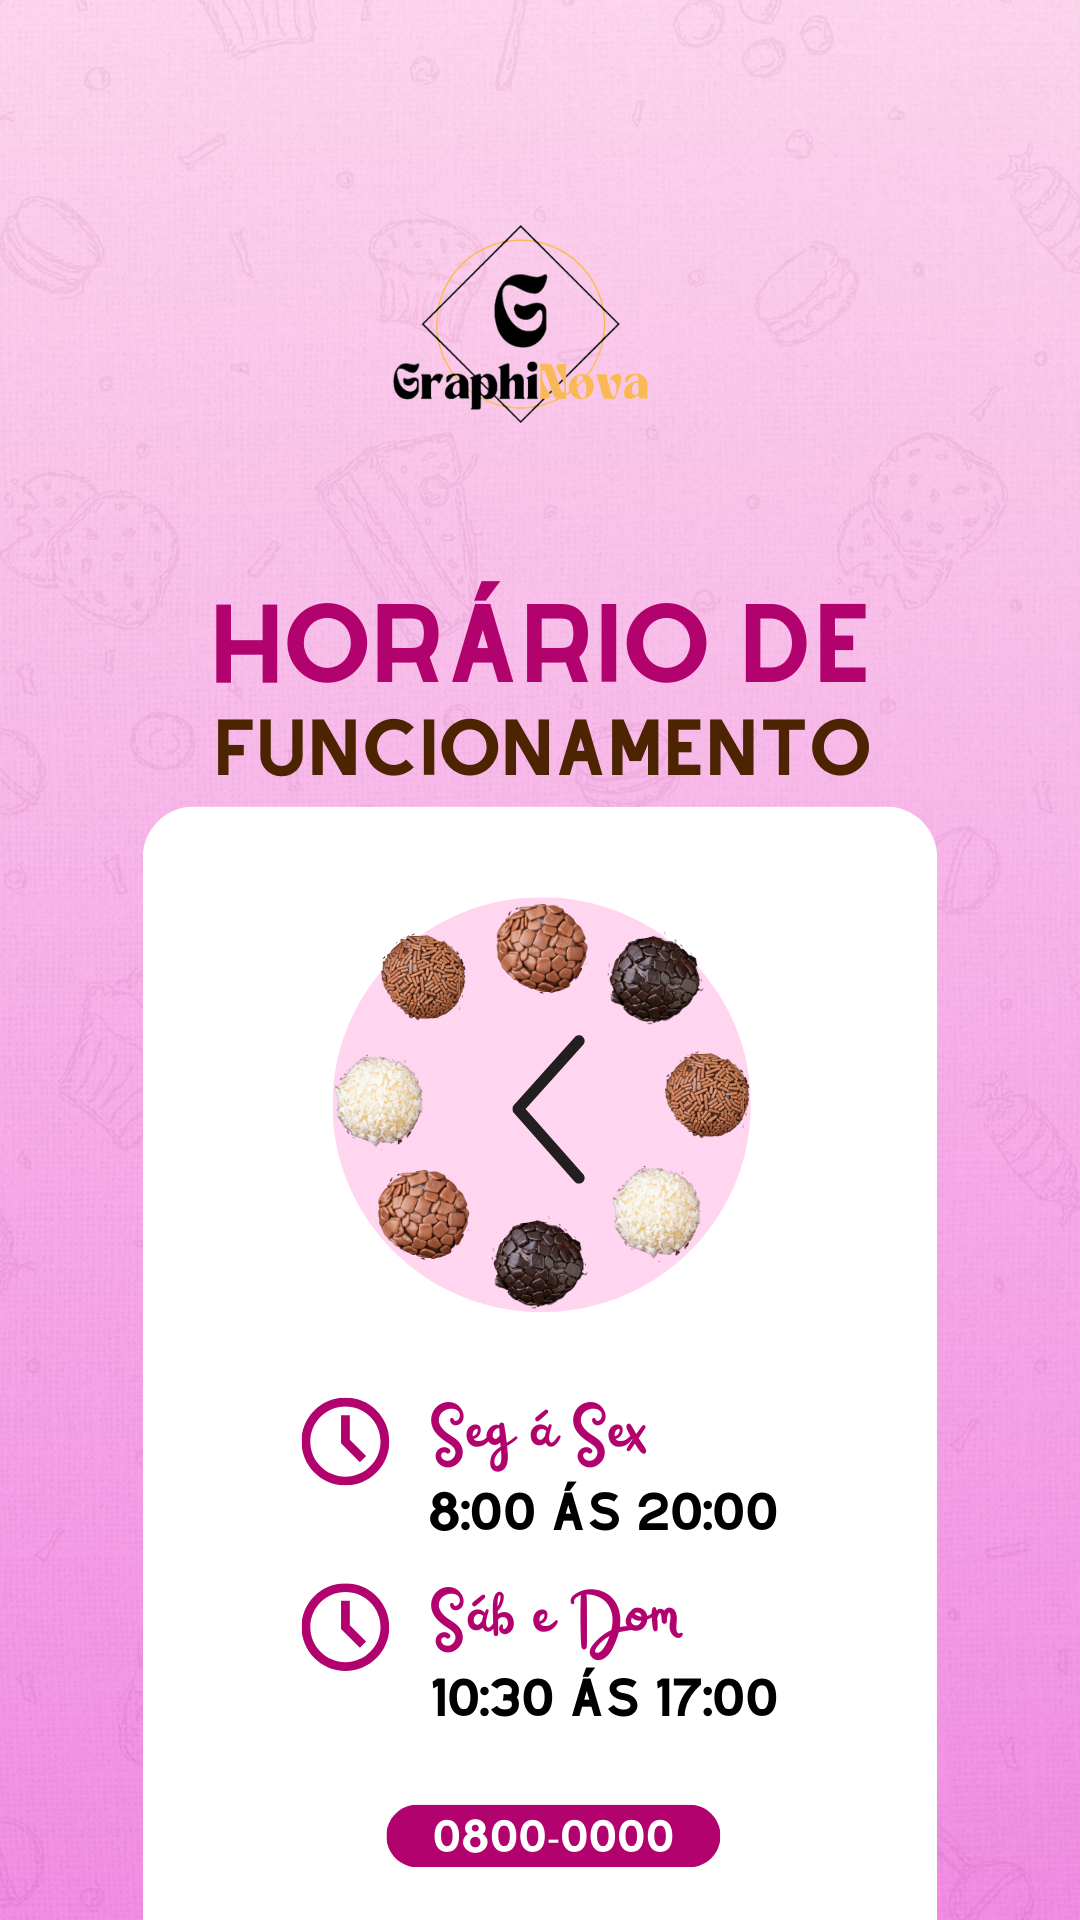 G
GraphiNova
HORÁRIO DE
FUNCIONAMENTO
Seg á Sex
8:00 ÁS 20:00
Sáb e Dom
10:30 ÁS 17:00
0800-0000